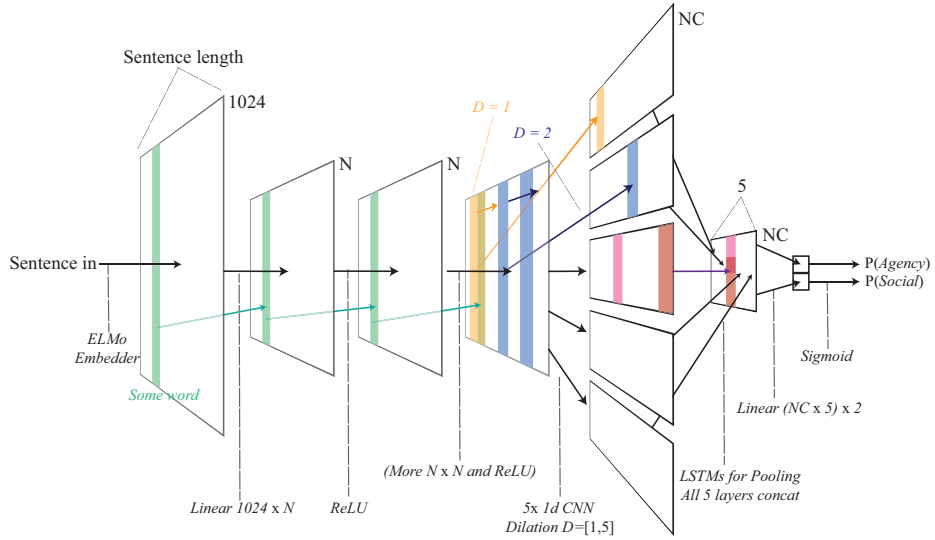 NC
Sentence length
1024
D = 1
D = 2
N
N
5
NC
Sentence in
P(Agency)
P(Social)
ELMo
Embedder
Sigmoid
Some word
Linear (NC x 5) x 2
(More N x N and ReLU)
LSTMs for Pooling
All 5 layers concat
Linear 1024 x N
ReLU
5x 1d CNN
Dilation D=[1,5]